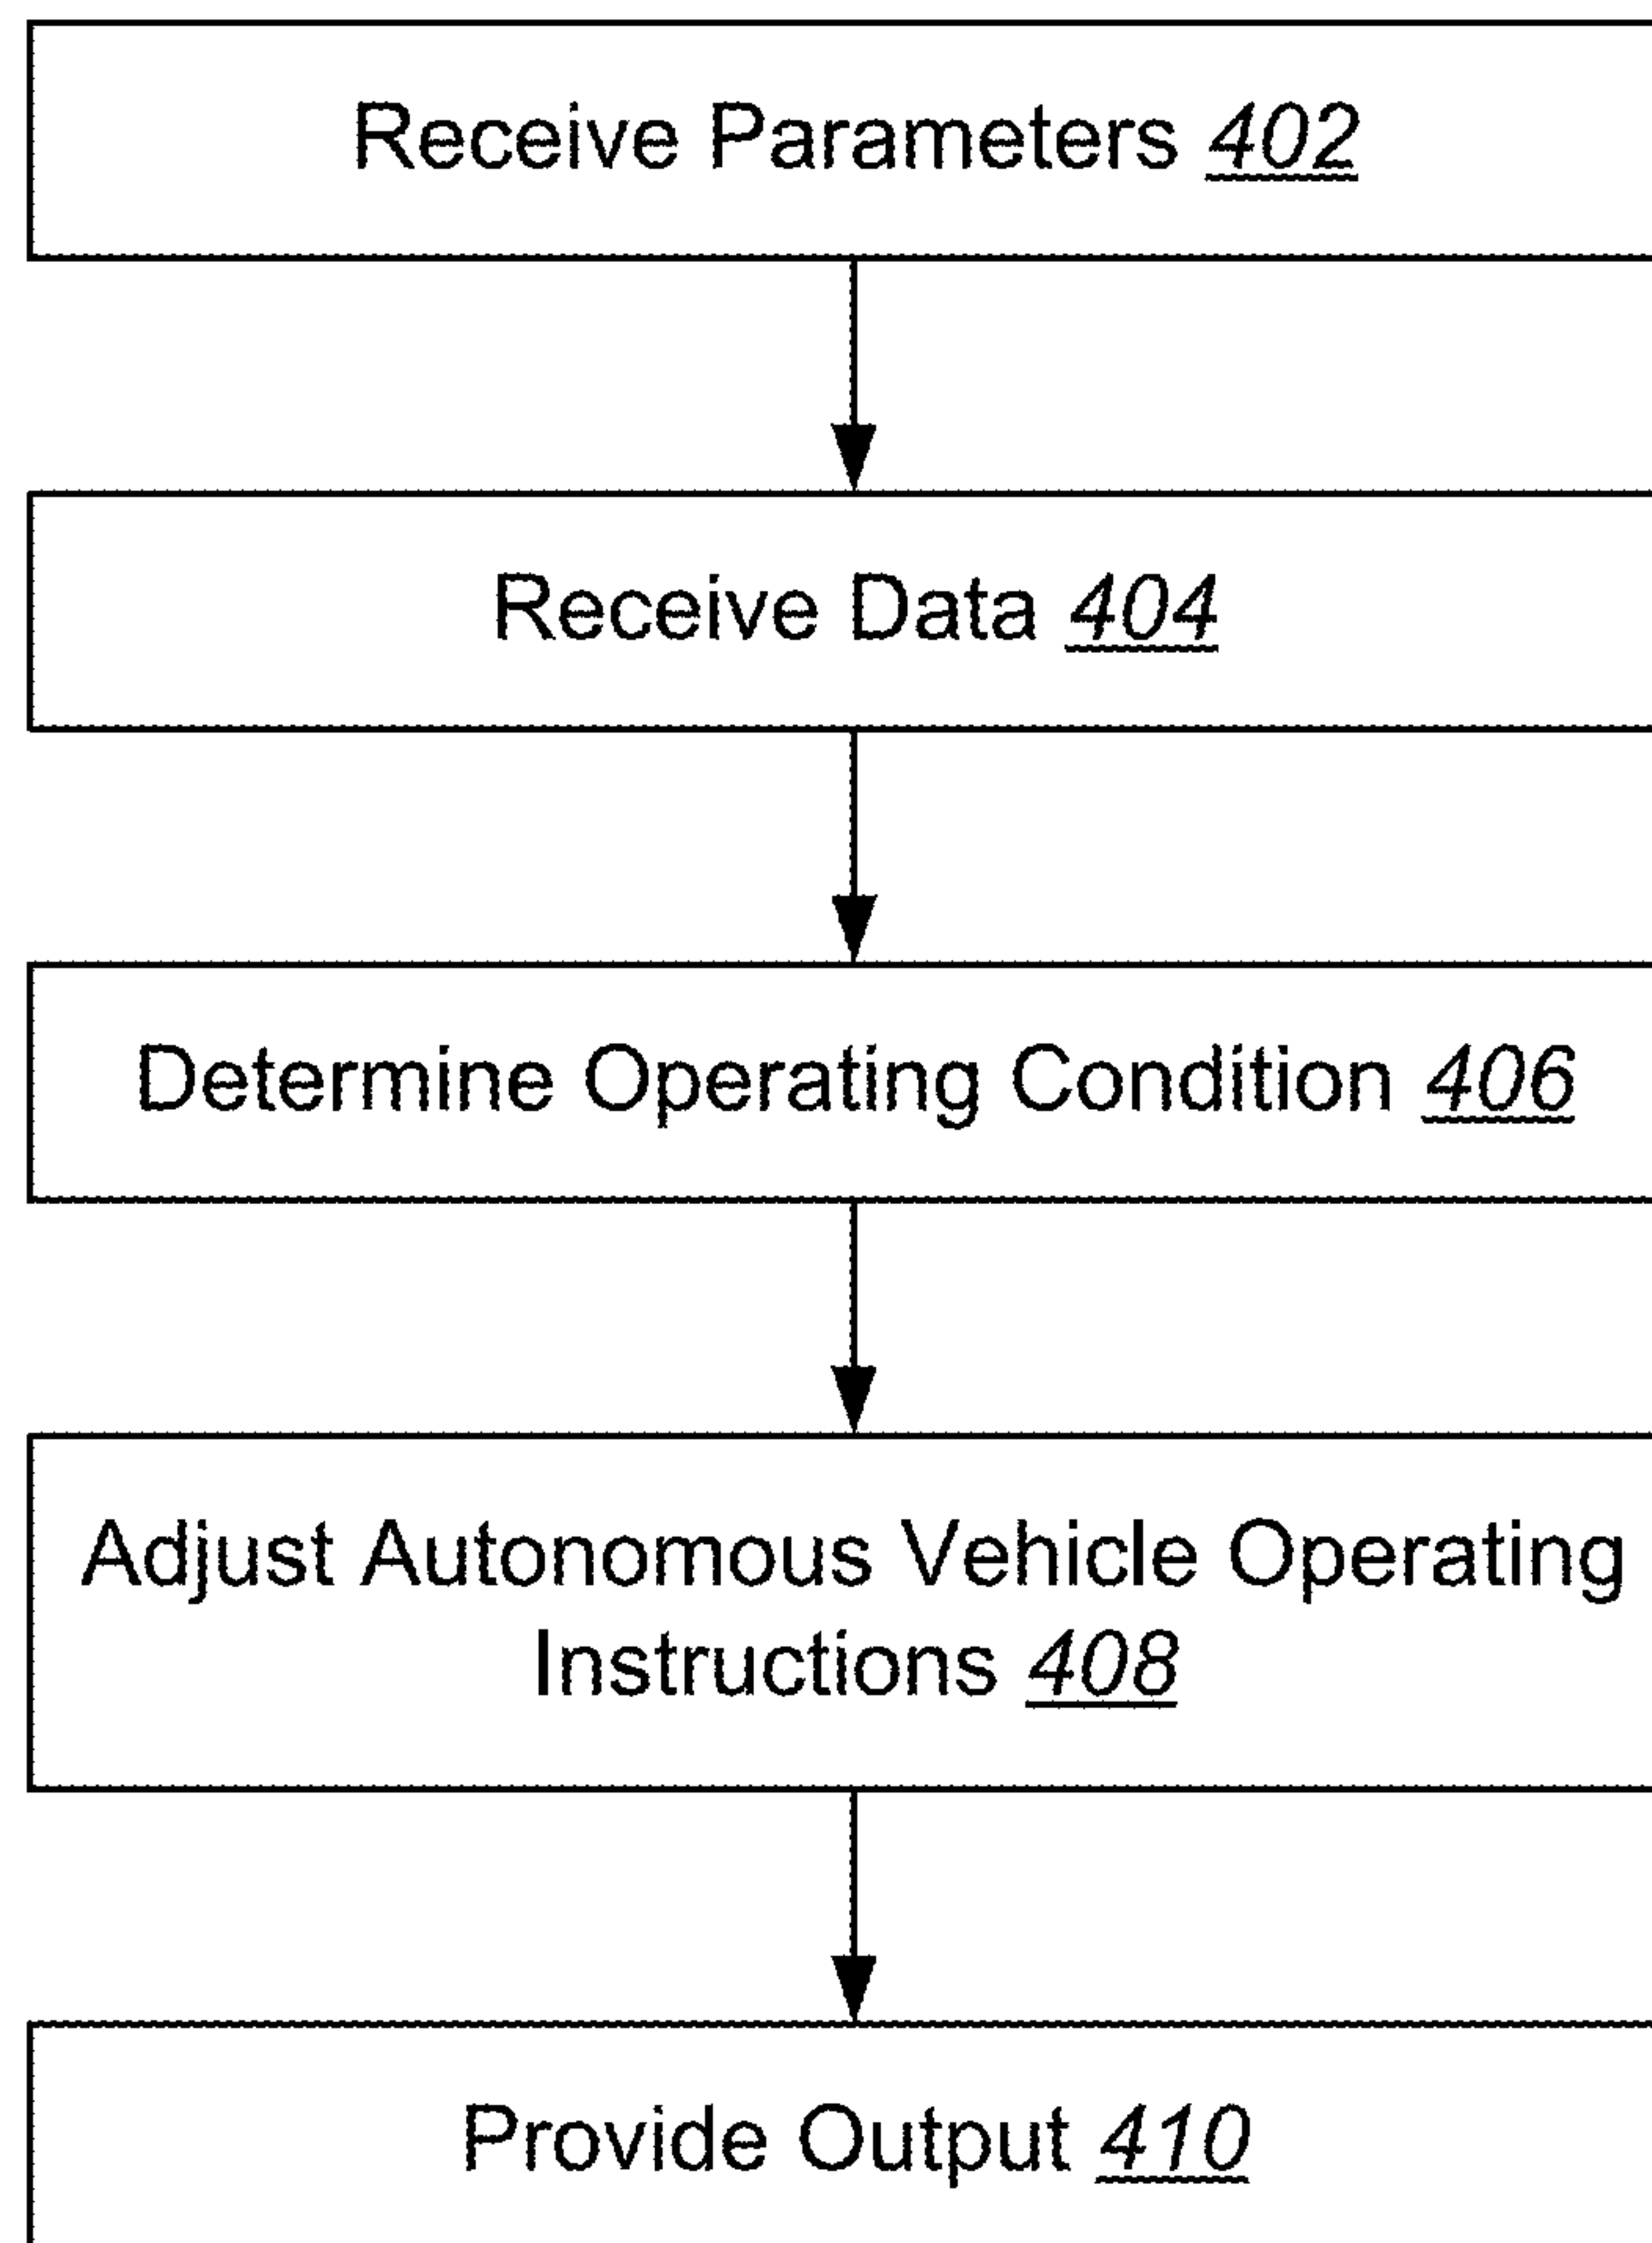 Receive Parameters 402
Receive Data 404
Determine Operating Condition 406
Adjust Autonomous Vehicle Operating
Instructions 408
Provide Output 410